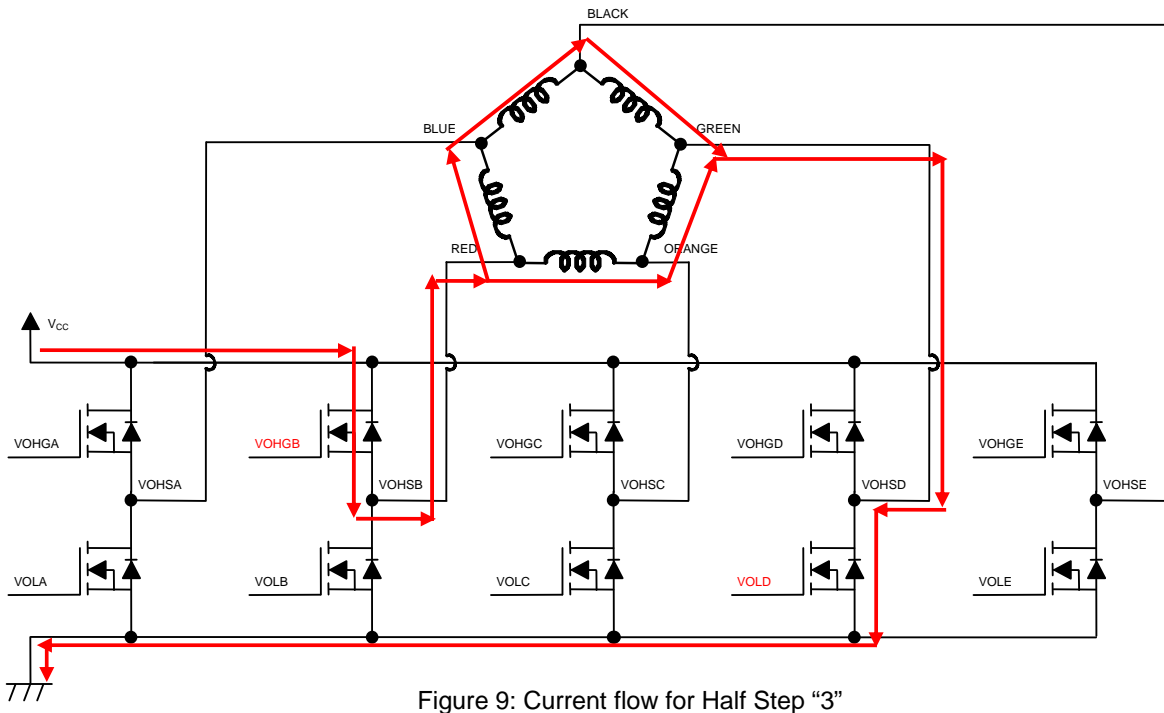 BLACK
BLUE
GREEN
RED
ORANGE
VCC
VOHGA
VOHGB
VOHGC
VOHGD
VOHGE
VOHSA
VOHSB
VOHSC
VOHSD
VOHSE
VOLA
VOLB
VOLC
VOLD
VOLE
Figure 9: Current flow for Half Step “3”